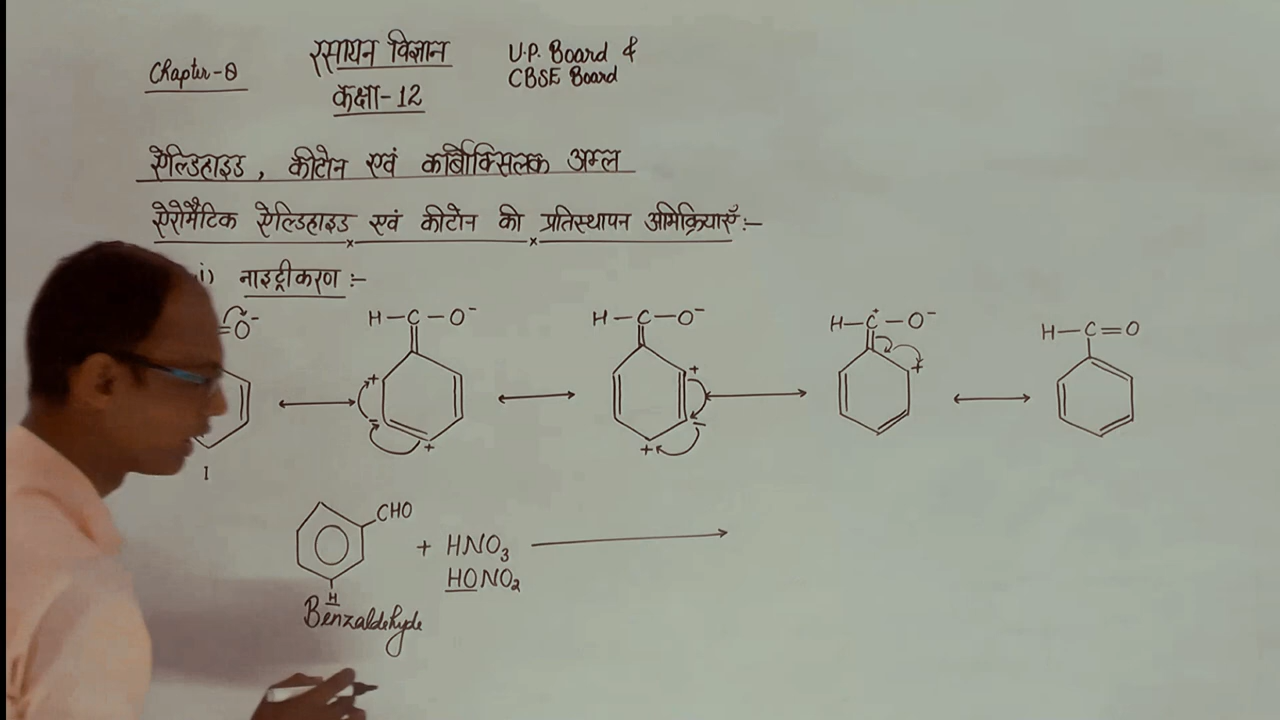 Chapter-8
रसायन विज्ञान
कक्षा-12
U.P. Board &
CBSE Board
ऐल्डिहाइड, कीटोन एवं कार्बोक्सिलिक अम्ल
ऐरोमैटिक ऐल्डिहाइड एवं कीटोन की प्रतिस्थापन अभिक्रियाएँ:-
i) नाइट्रीकरण :-
=O⁻
H-C-O⁻
H-C-O⁻
H-C-O⁻
H-C=O
I
CHO
+ HNO₃
HONO₂
H
Benzaldehyde